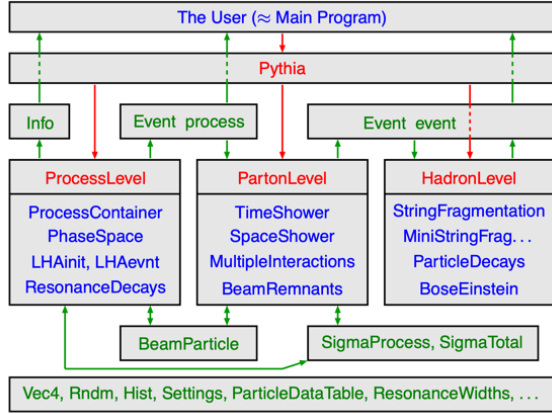 The User (≈ Main Program)
Pythia
Info
Event process
Event event
ProcessLevel
ProcessContainer
PhaseSpace
LHAinit, LHAevnt
ResonanceDecays
PartonLevel
TimeShower
SpaceShower
MultipleInteractions
BeamRemnants
HadronLevel
StringFragmentation
MiniStringFrag...
ParticleDecays
BoseEinstein
BeamParticle
SigmaProcess, SigmaTotal
Vec4, Rndm, Hist, Settings, ParticleDataTable, ResonanceWidths, ...